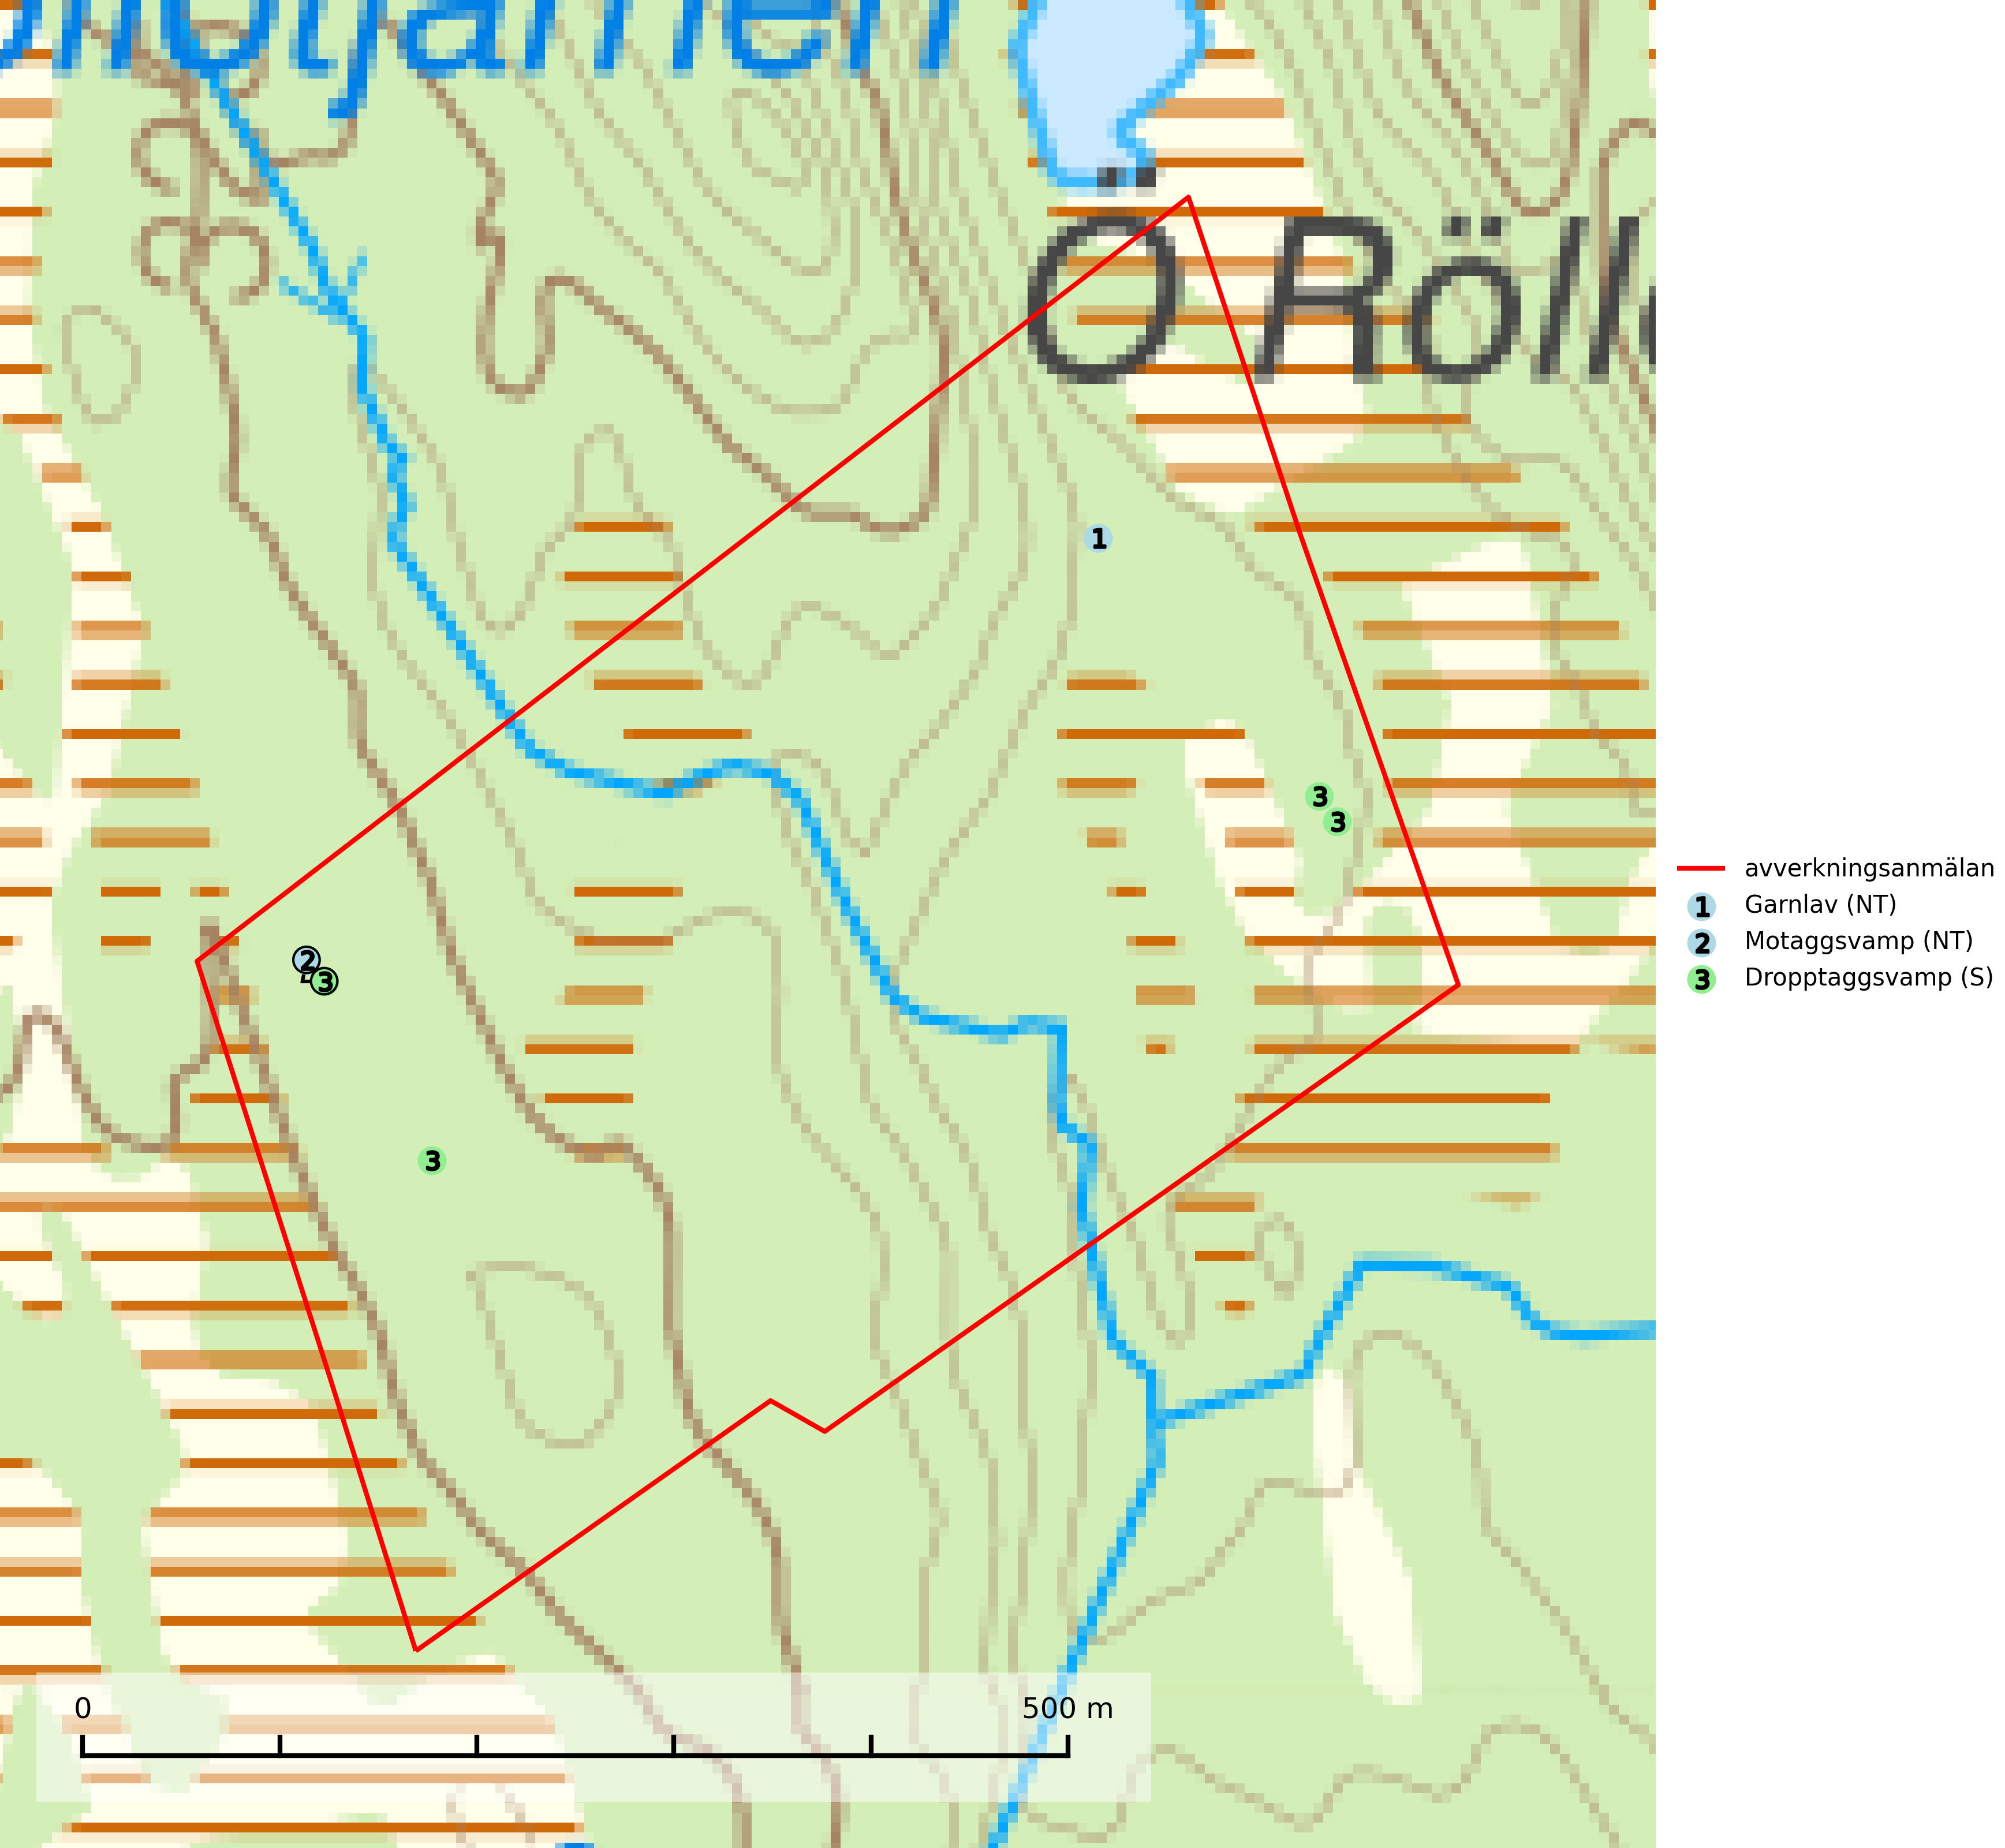 Ö Röll
1
3
3
2
3
3
0 500 m
avverkningsanmälan
1 Garnlav (NT)
2 Motaggsvamp (NT)
3 Dropptaggsvamp (S)